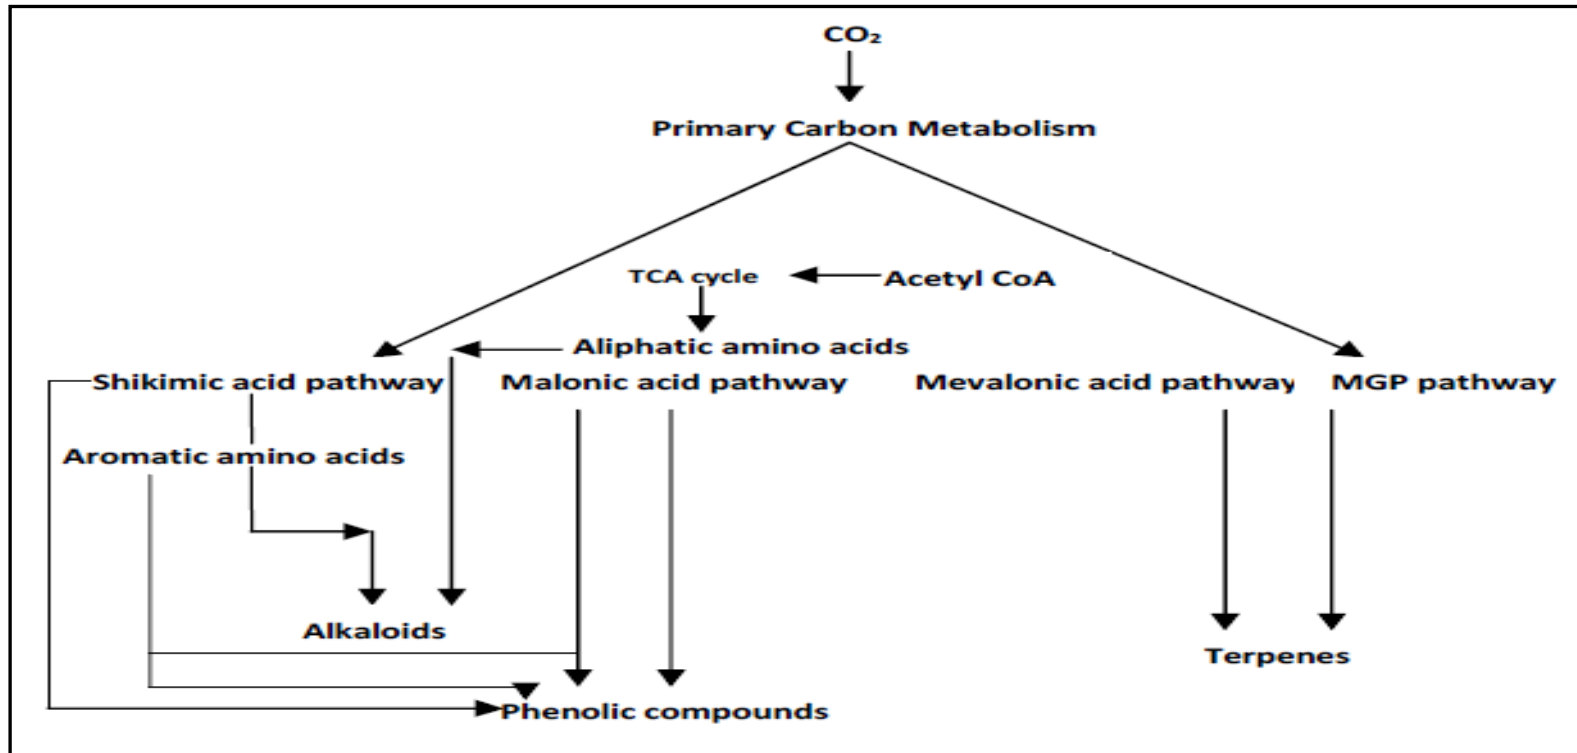 CO₂
Primary Carbon Metabolism
TCA cycle
Acetyl CoA
Aliphatic amino acids
Shikimic acid pathway
Malonic acid pathway
Mevalonic acid pathway
MGP pathway
Aromatic amino acids
Alkaloids
Terpenes
Phenolic compounds